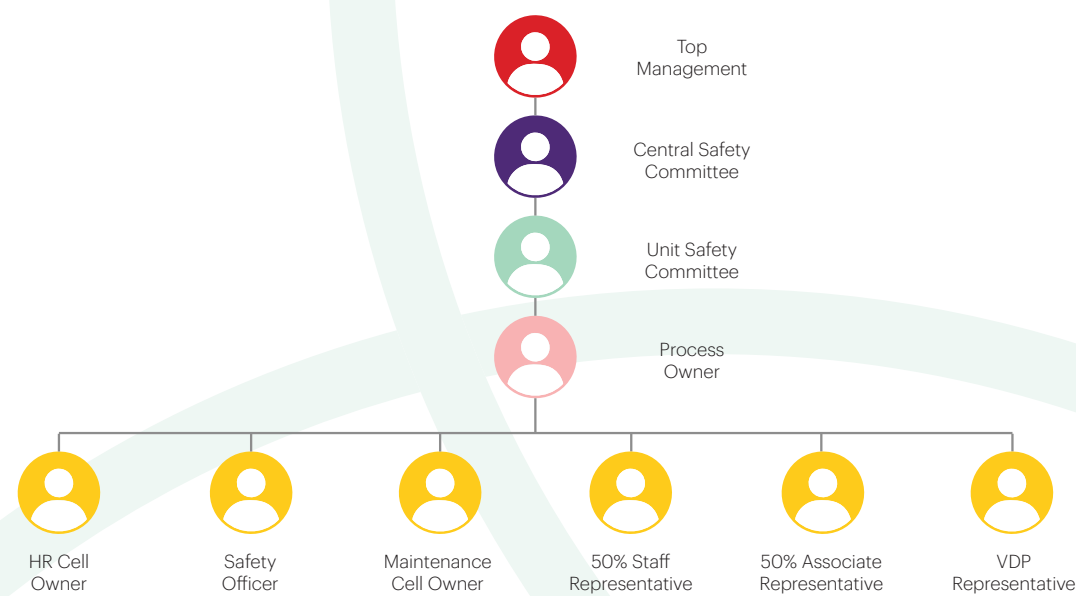 Top
Management
Central Safety
Committee
Unit Safety
Committee
Process
Owner
HR Cell
Owner
Safety
Officer
Maintenance
Cell Owner
50% Staff
Representative
50% Associate
Representative
VDP
Representative